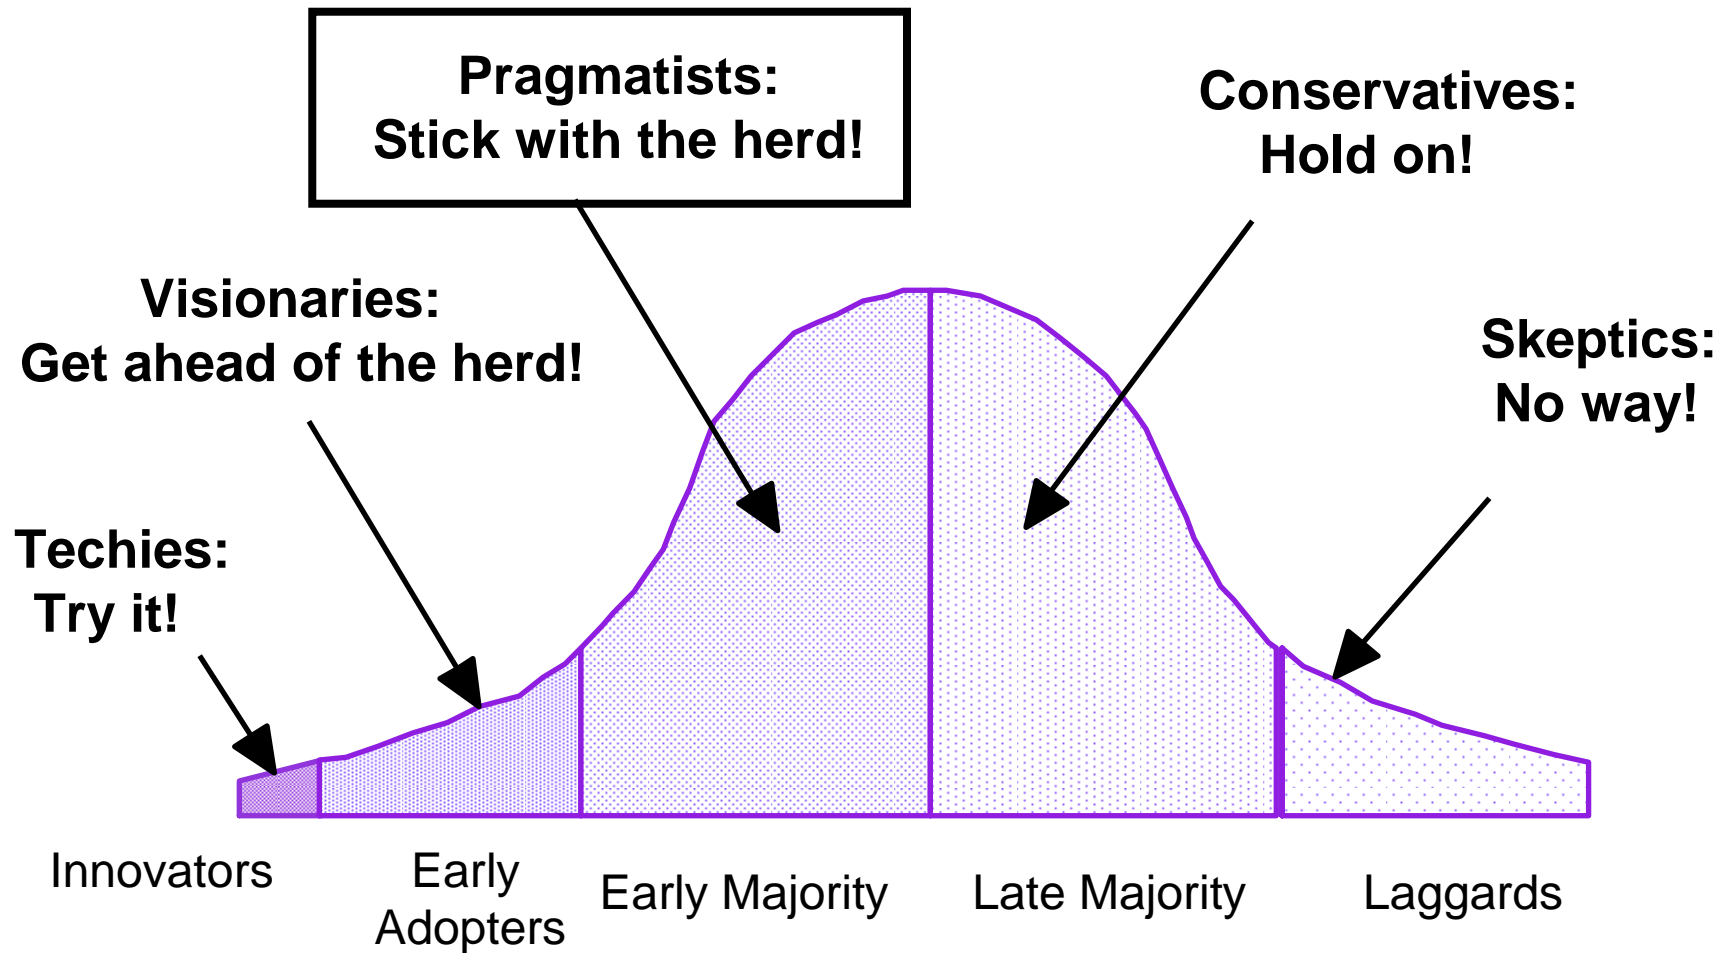 Pragmatists:
Stick with the herd!
Conservatives:
Hold on!
Visionaries:
Get ahead of the herd!
Skeptics:
No way!
Techies:
Try it!
Innovators
Early
Adopters
Early Majority
Late Majority
Laggards